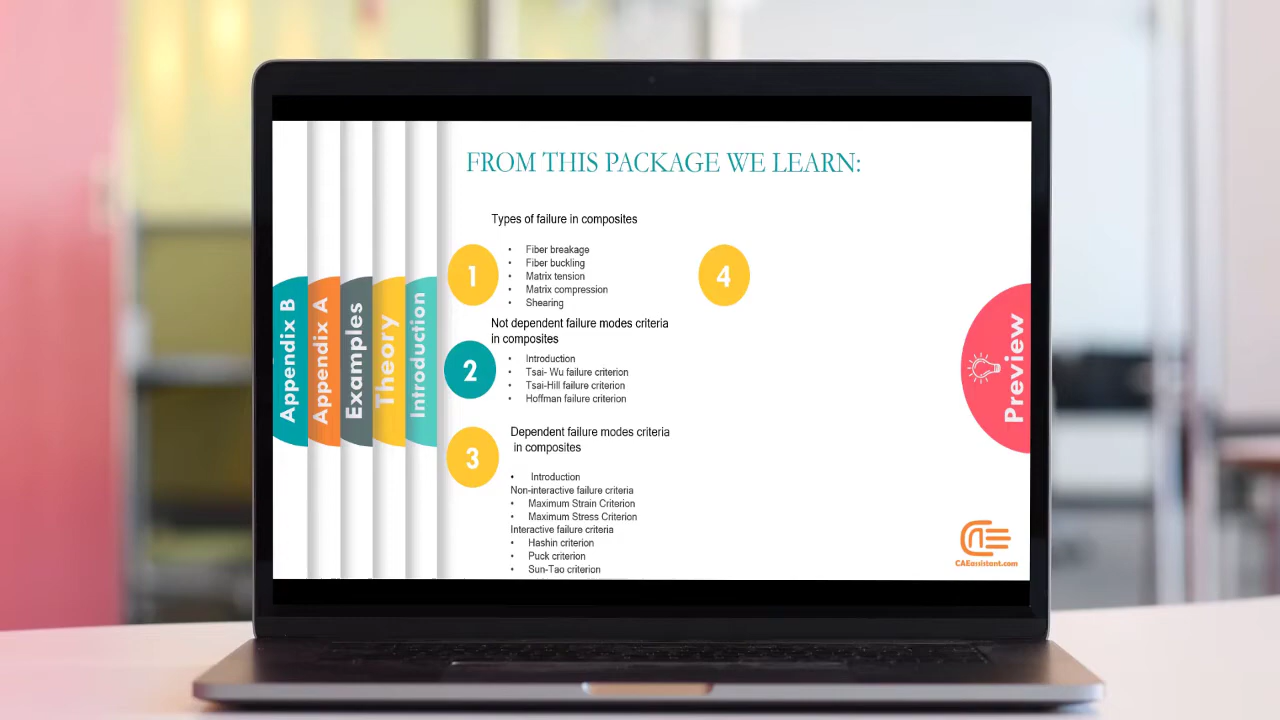 FROM THIS PACKAGE WE LEARN:
1
Types of failure in composites
• Fiber breakage
• Fiber buckling
• Matrix tension
• Matrix compression
• Shearing
2
Not dependent failure modes criteria
in composites
• Introduction
• Tsai- Wu failure criterion
• Tsai-Hill failure criterion
• Hoffman failure criterion
3
Dependent failure modes criteria
in composites
• Introduction
Non-interactive failure criteria
• Maximum Strain Criterion
• Maximum Stress Criterion
Interactive failure criteria
• Hashin criterion
• Puck criterion
• Sun-Tao criterion
4
Appendix B
Appendix A
Examples
Theory
Introduction
Preview
CAEassistant.com